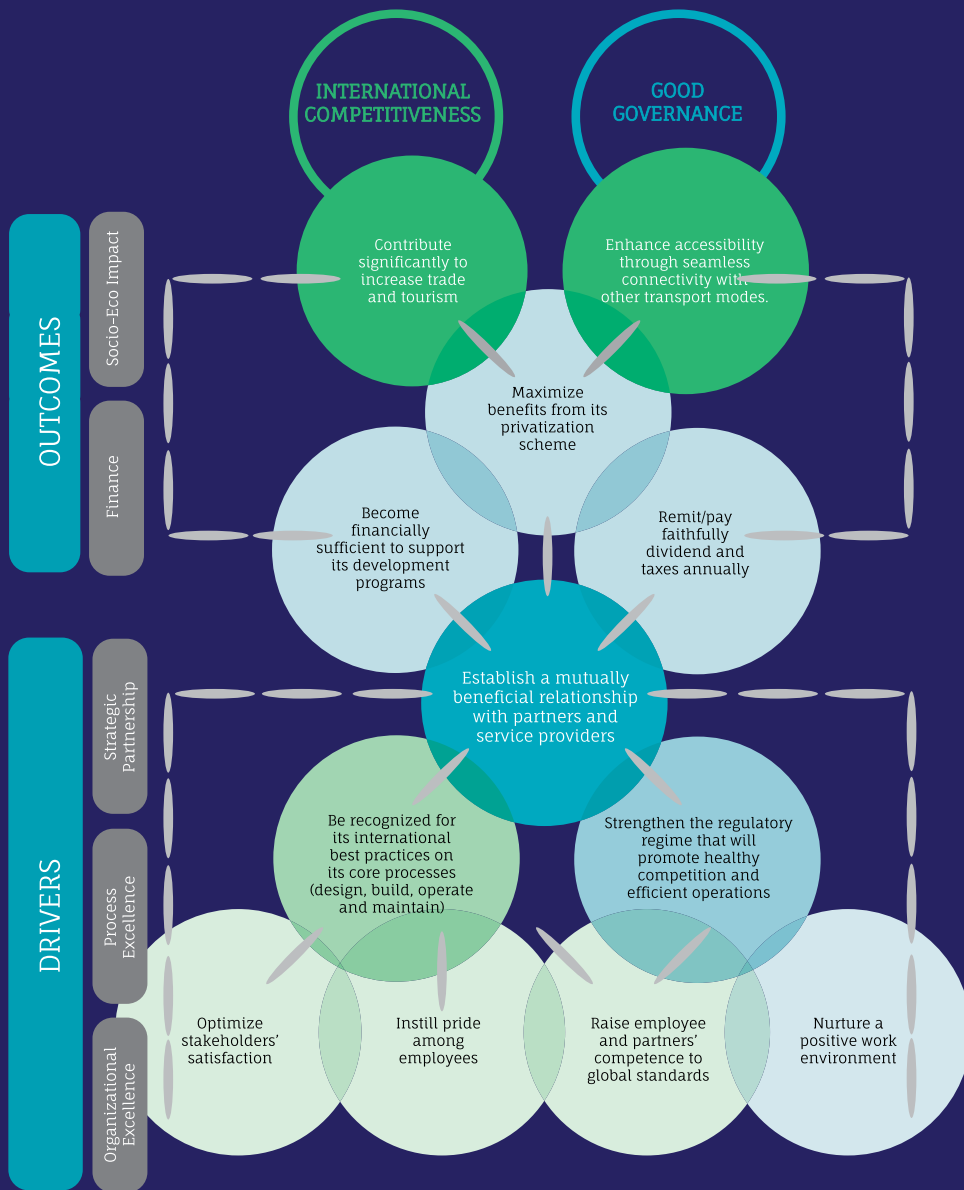 INTERNATIONAL
COMPETITIVENESS
GOOD
GOVERNANCE
OUTCOMES
Socio-Eco Impact
Finance
Contribute
significantly to
increase trade
and tourism
Enhance accessibility
through seamless
connectivity with
other transport modes.
Maximize
benefits from its
privatization
scheme
Become
financially
sufficient to support
its development
programs
Remit/pay
faithfully
dividend and
taxes annually
DRIVERS
Strategic
Partnership
Process
Excellence
Organizational
Excellence
Establish a mutually
beneficial relationship
with partners and
service providers
Be recognized for
its international
best practices on
its core processes
(design, build, operate
and maintain)
Strengthen the regulatory
regime that will
promote healthy
competition and
efficient operations
Optimize
stakeholders’
satisfaction
Instill pride
among
employees
Raise employee
and partners’
competence to
global standards
Nurture a
positive work
environment